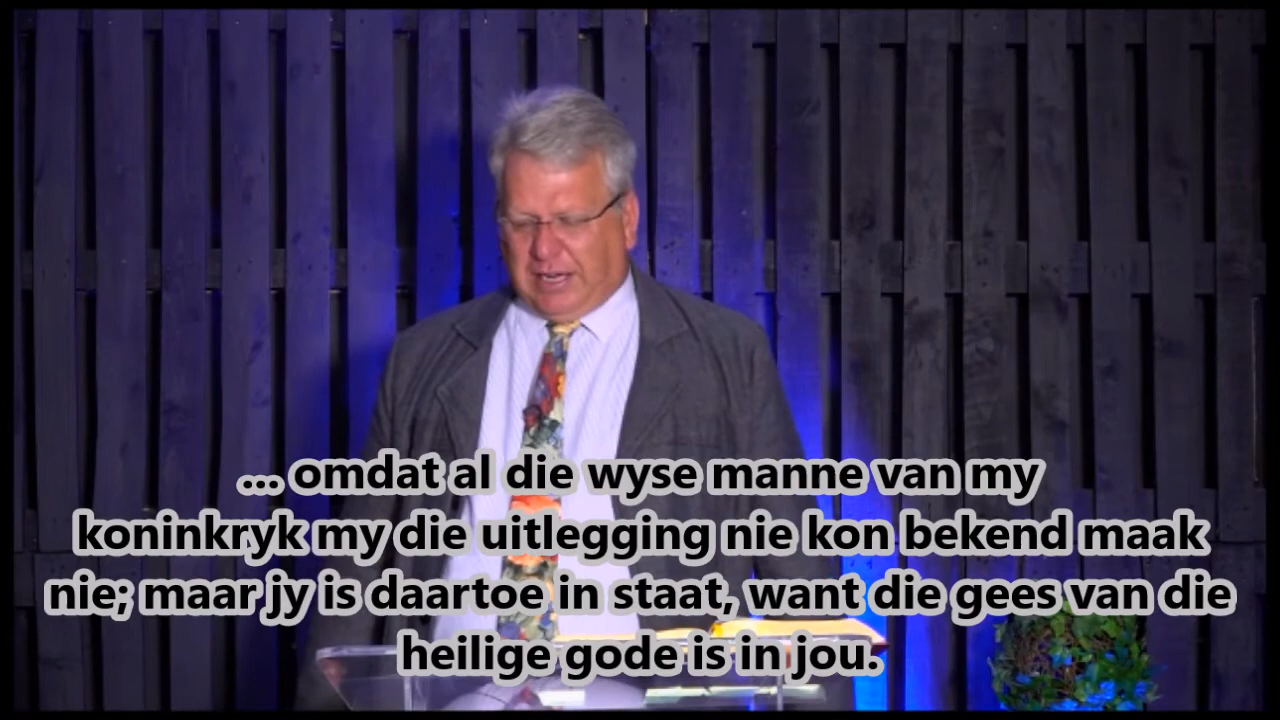 ... omdat al die wyse manne van my
koninkryk my die uitlegging nie kon bekend maak
nie; maar jy is daartoe in staat, want die gees van die
heilige gode is in jou.